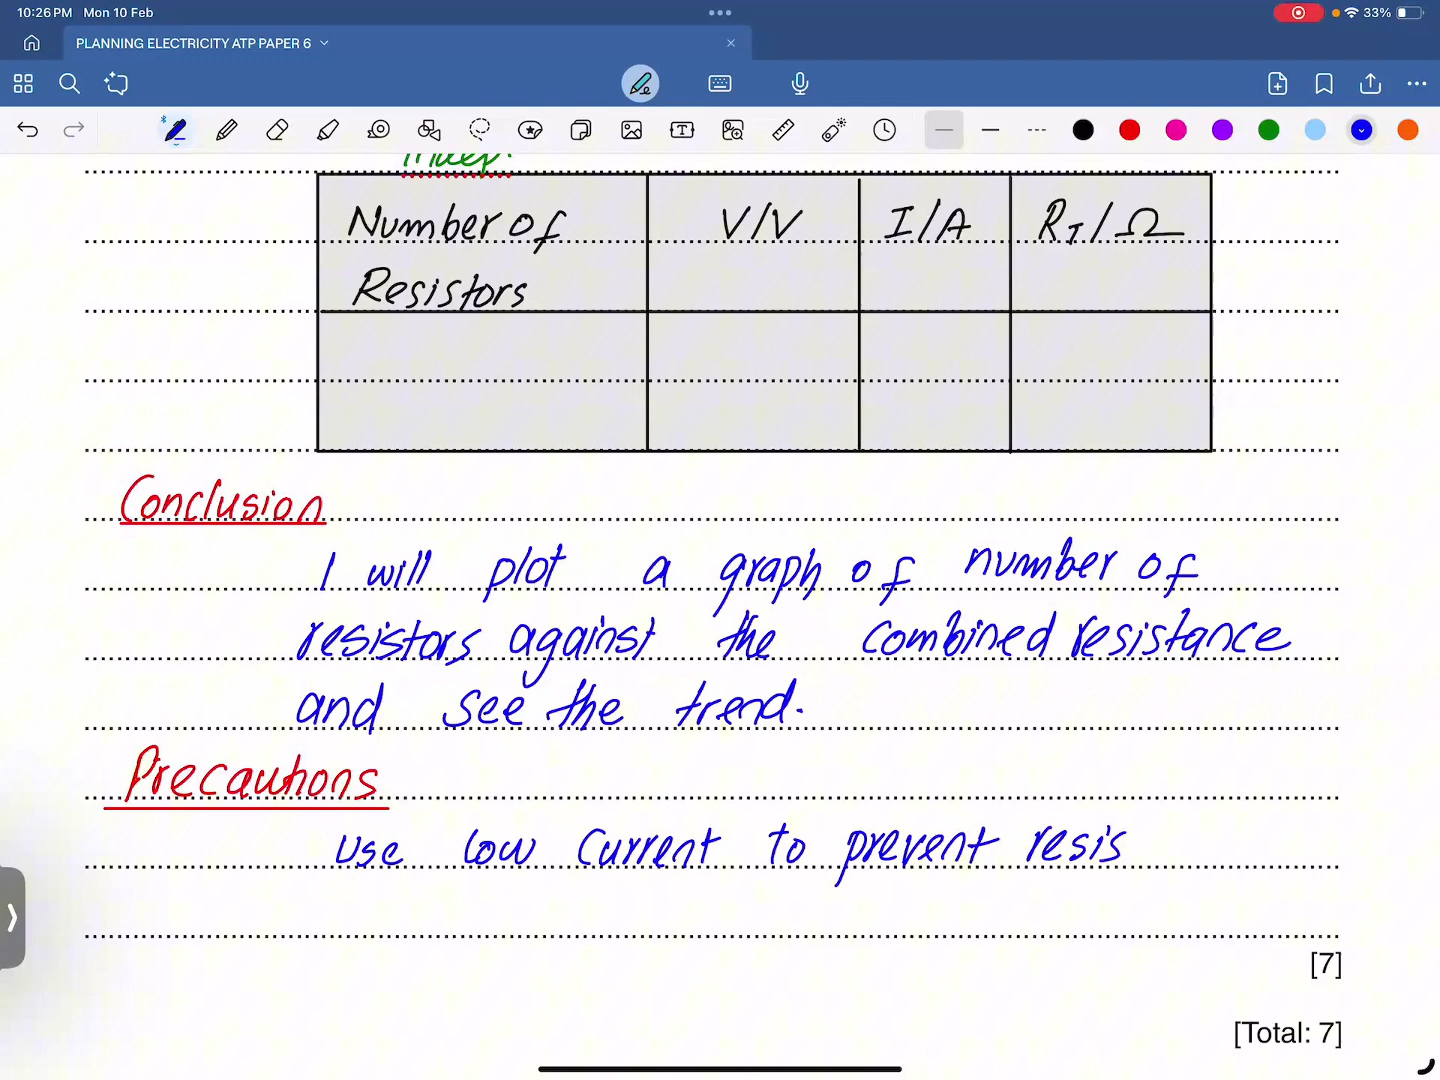 10:26 PM Mon 10 Feb
33%
PLANNING ELECTRICITY ATP PAPER 6
Number of Resistors
V/V
I/A
R_T/Ω
Conclusion
I will plot a graph of number of
resistors against the combined resistance
and see the trend.
Precautions
use low current to prevent resis
[7]
[Total: 7]